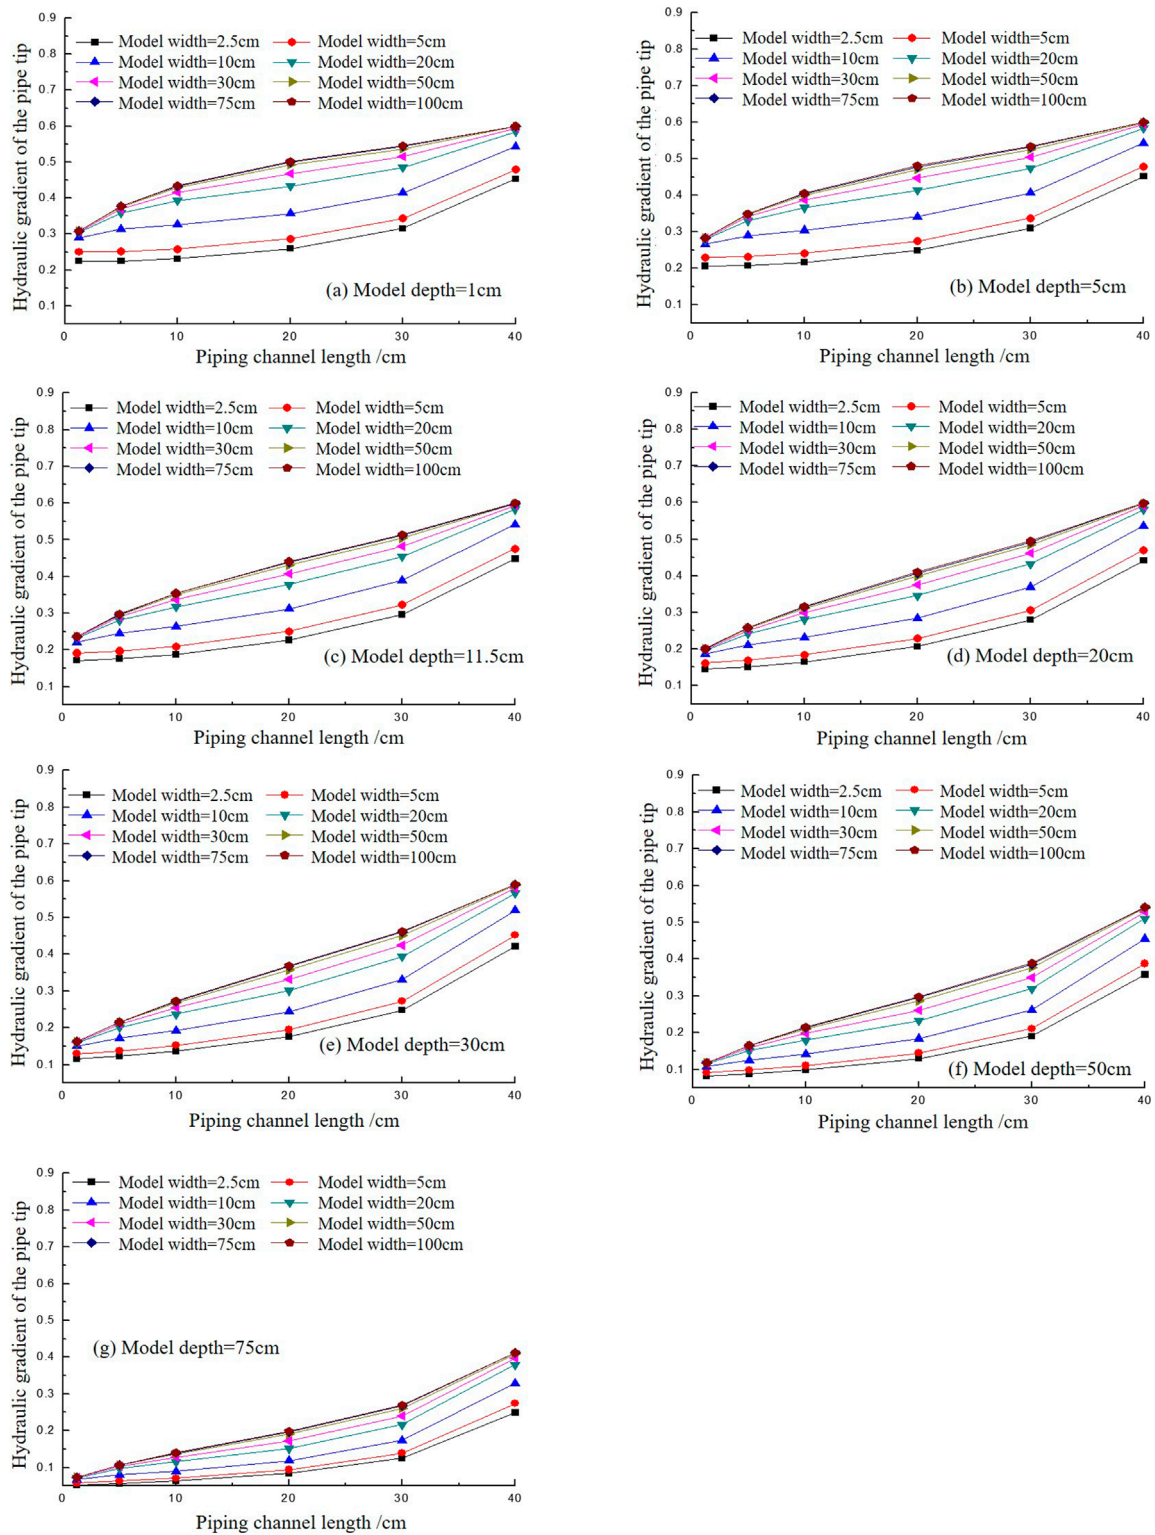 Hydraulic gradient of the pipe tip
0.9
0.8
0.7
0.6
0.5
0.4
0.3
0.2
0.1
Model width=2.5cm Model width=5cm
Model width=10cm Model width=20cm
Model width=30cm Model width=50cm
Model width=75cm Model width=100cm
(a) Model depth=1cm
0 10 20 30 40
Piping channel length /cm
Hydraulic gradient of the pipe tip
0.9
0.8
0.7
0.6
0.5
0.4
0.3
0.2
0.1
Model width=2.5cm Model width=5cm
Model width=10cm Model width=20cm
Model width=30cm Model width=50cm
Model width=75cm Model width=100cm
(b) Model depth=5cm
0 10 20 30 40
Piping channel length /cm
Hydraulic gradient of the pipe tip
0.9
0.8
0.7
0.6
0.5
0.4
0.3
0.2
0.1
Model width=2.5cm Model width=5cm
Model width=10cm Model width=20cm
Model width=30cm Model width=50cm
Model width=75cm Model width=100cm
(c) Model depth=11.5cm
0 10 20 30 40
Piping channel length /cm
Hydraulic gradient of the pipe tip
0.9
0.8
0.7
0.6
0.5
0.4
0.3
0.2
0.1
Model width=2.5cm Model width=5cm
Model width=10cm Model width=20cm
Model width=30cm Model width=50cm
Model width=75cm Model width=100cm
(d) Model depth=20cm
0 10 20 30 40
Piping channel length /cm
Hydraulic gradient of the pipe tip
0.9
0.8
0.7
0.6
0.5
0.4
0.3
0.2
0.1
Model width=2.5cm Model width=5cm
Model width=10cm Model width=20cm
Model width=30cm Model width=50cm
Model width=75cm Model width=100cm
(e) Model depth=30cm
0 10 20 30 40
Piping channel length /cm
Hydraulic gradient of the pipe tip
0.9
0.8
0.7
0.6
0.5
0.4
0.3
0.2
0.1
Model width=2.5cm Model width=5cm
Model width=10cm Model width=20cm
Model width=30cm Model width=50cm
Model width=75cm Model width=100cm
(f) Model depth=50cm
0 10 20 30 40
Piping channel length /cm
Hydraulic gradient of the pipe tip
0.9
0.8
0.7
0.6
0.5
0.4
0.3
0.2
0.1
Model width=2.5cm Model width=5cm
Model width=10cm Model width=20cm
Model width=30cm Model width=50cm
Model width=75cm Model width=100cm
(g) Model depth=75cm
0 10 20 30 40
Piping channel length /cm